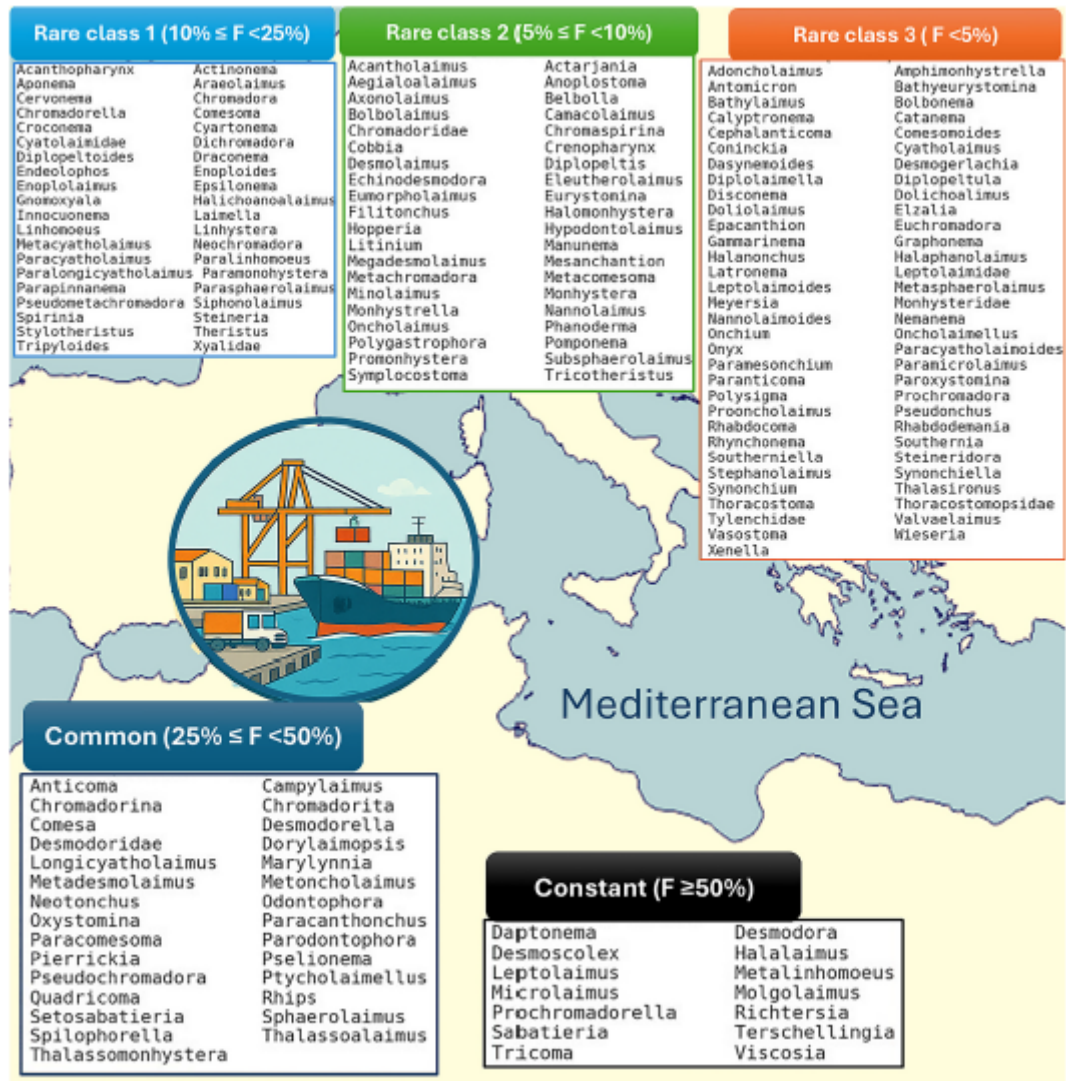 Rare class 1 (10% ≤ F <25%)
Acanthopharynx Actinonema
Aponema Araeolaimus
Cervonema Chromadora
Chromadorella Comesoma
Croconema Cyartonema
Cyatolaimidae Dichromadora
Diplopeltoides Draconema
Endeolophos Enoploides
Enoplolaimus Epsilonema
Gnomoxyala Halichoanoalaimus
Innocuonema Laimella
Linhomoeus Linhystera
Metacyatholaimus Neochromadora
Paracyatholaimus Paralinhomoeus
Paralongicyatholaimus Paramonohystera
Parapinnanema Parasphaerolaimus
Pseudometachromadora Siphonolaimus
Spirinia Steineria
Stylotheristus Theristus
Tripyloides Xyalidae
Rare class 2 (5% ≤ F <10%)
Acantholaimus Actarjania
Aegialoalaimus Anoplostoma
Axonolaimus Belbolla
Bolbolaimus Camacolaimus
Chromadoridae Chromaspirina
Cobbia Crenopharynx
Desmolaimus Diplopeltis
Echinodesmodora Eleutherolaimus
Eumorpholaimus Eurystomina
Filitonchus Halomonhystera
Hopperia Hypodontolaimus
Litinium Manunema
Megadesmolaimus Mesanchantion
Metachromadora Metacomesoma
Minolaimus Monhystera
Monhystrella Nannolaimus
Oncholaimus Phanoderma
Polygastrophora Pomponema
Promonhystera Subsphaerolaimus
Symplocostoma Tricotheristus
Rare class 3 ( F <5%)
Adoncholaimus Amphimonhystrella
Antomicron Bathyeurystomina
Bathylaimus Bolbonema
Calyptronema Catanema
Cephalanticoma Comesomoides
Coninckia Cyatholaimus
Dasynemoides Desmogerlachia
Diplolaimella Diplopeltula
Disconema Dolichoalimus
Doliolaimus Elzalia
Epacanthion Euchromadora
Gammarinema Graphonema
Halanonchus Halaphanolaimus
Latronema Leptolaimidae
Leptolaimoides Metasphaerolaimus
Meyersia Monhysteridae
Nannolaimoides Nemanema
Onchium Oncholaimellus
Onyx Paracyatholaimoides
Paramesonchium Paramicrolaimus
Paranticoma Paroxystomina
Polysigma Prochromadora
Prooncholaimus Pseudonchus
Rhabdocoma Rhabdodemania
Rhynchonema Southernia
Southerniella Steineridora
Stephanolaimus Synonchiella
Synonchium Thalasironus
Thoracostoma Thoracostomopsidae
Tylenchidae Valvaelaimus
Vasostoma Wieseria
Xenella
Mediterranean Sea
Common (25% ≤ F <50%)
Anticoma Campylaimus
Chromadorina Chromadorita
Comesa Desmodorella
Desmodoridae Dorylaimopsis
Longicyatholaimus Marylynnia
Metadesmolaimus Metoncholaimus
Neotonchus Odontophora
Oxystomina Paracanthonchus
Paracomesoma Parodontophora
Pierrickia Pselionema
Pseudochromadora Ptycholaimellus
Quadricoma Rhips
Setosabatieria Sphaerolaimus
Spilophorella Thalassoalaimus
Thalassomonhystera
Constant (F ≥50%)
Daptonema Desmodora
Desmoscolex Halalaimus
Leptolaimus Metalinhomoeus
Microlaimus Molgolaimus
Prochromadorella Richtersia
Sabatieria Terschellingia
Tricoma Viscosia